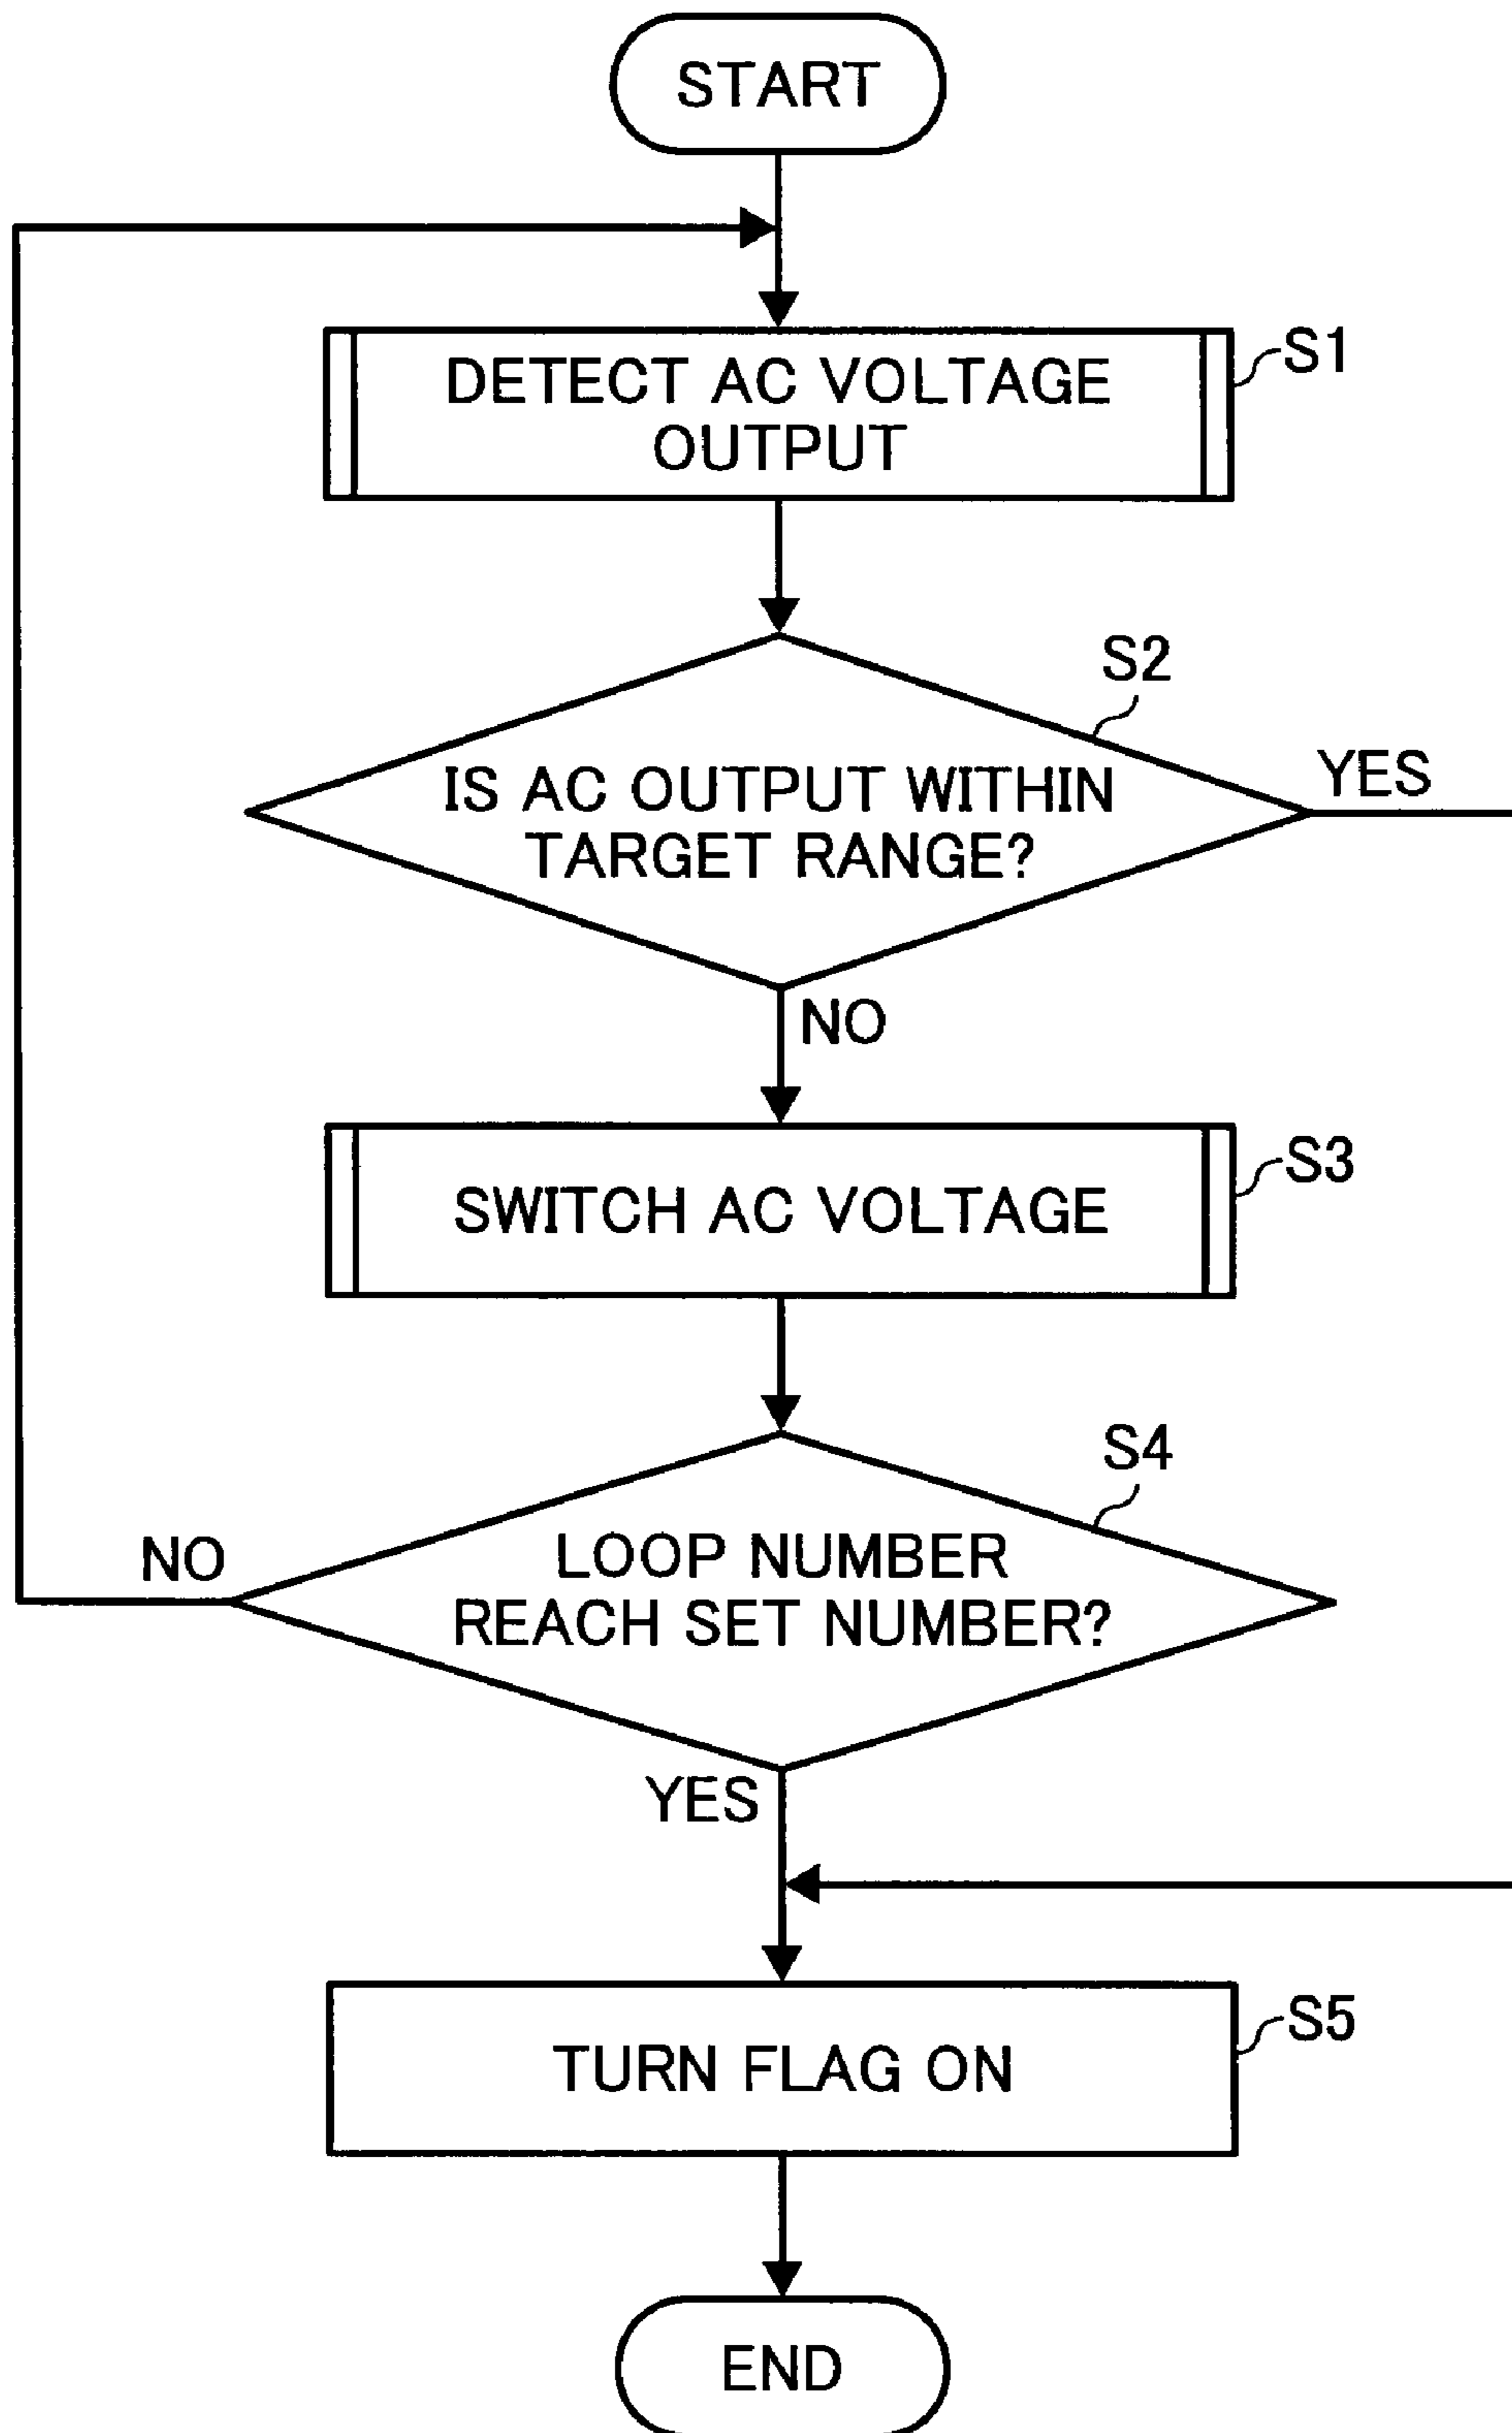 START
DETECT AC VOLTAGE
OUTPUT
S1
S2
IS AC OUTPUT WITHIN
TARGET RANGE?
YES
NO
SWITCH AC VOLTAGE
S3
S4
LOOP NUMBER
REACH SET NUMBER?
NO
YES
TURN FLAG ON
S5
END